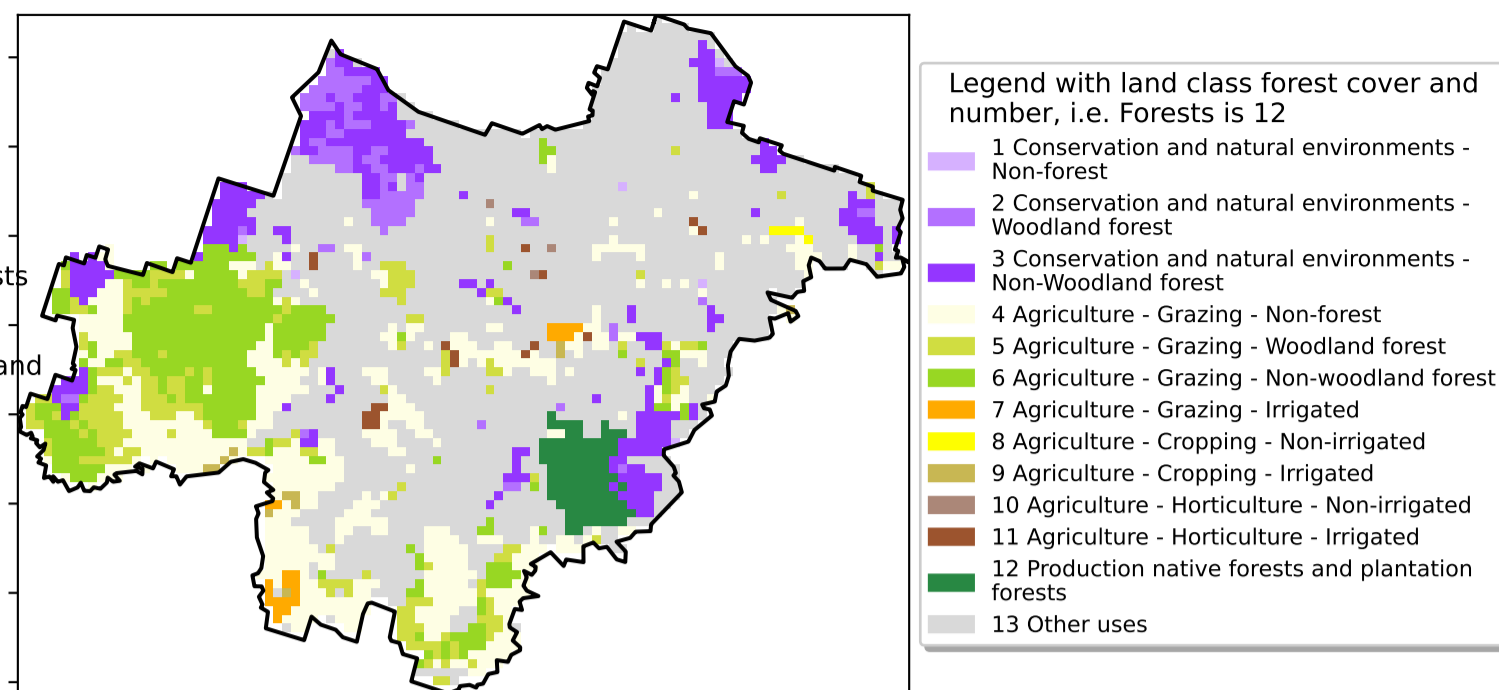 sts
and
Legend with land class forest cover and
number, i.e. Forests is 12
1 Conservation and natural environments -
Non-forest
2 Conservation and natural environments -
Woodland forest
3 Conservation and natural environments -
Non-Woodland forest
4 Agriculture - Grazing - Non-forest
5 Agriculture - Grazing - Woodland forest
6 Agriculture - Grazing - Non-woodland forest
7 Agriculture - Grazing - Irrigated
8 Agriculture - Cropping - Non-irrigated
9 Agriculture - Cropping - Irrigated
10 Agriculture - Horticulture - Non-irrigated
11 Agriculture - Horticulture - Irrigated
12 Production native forests and plantation
forests
13 Other uses